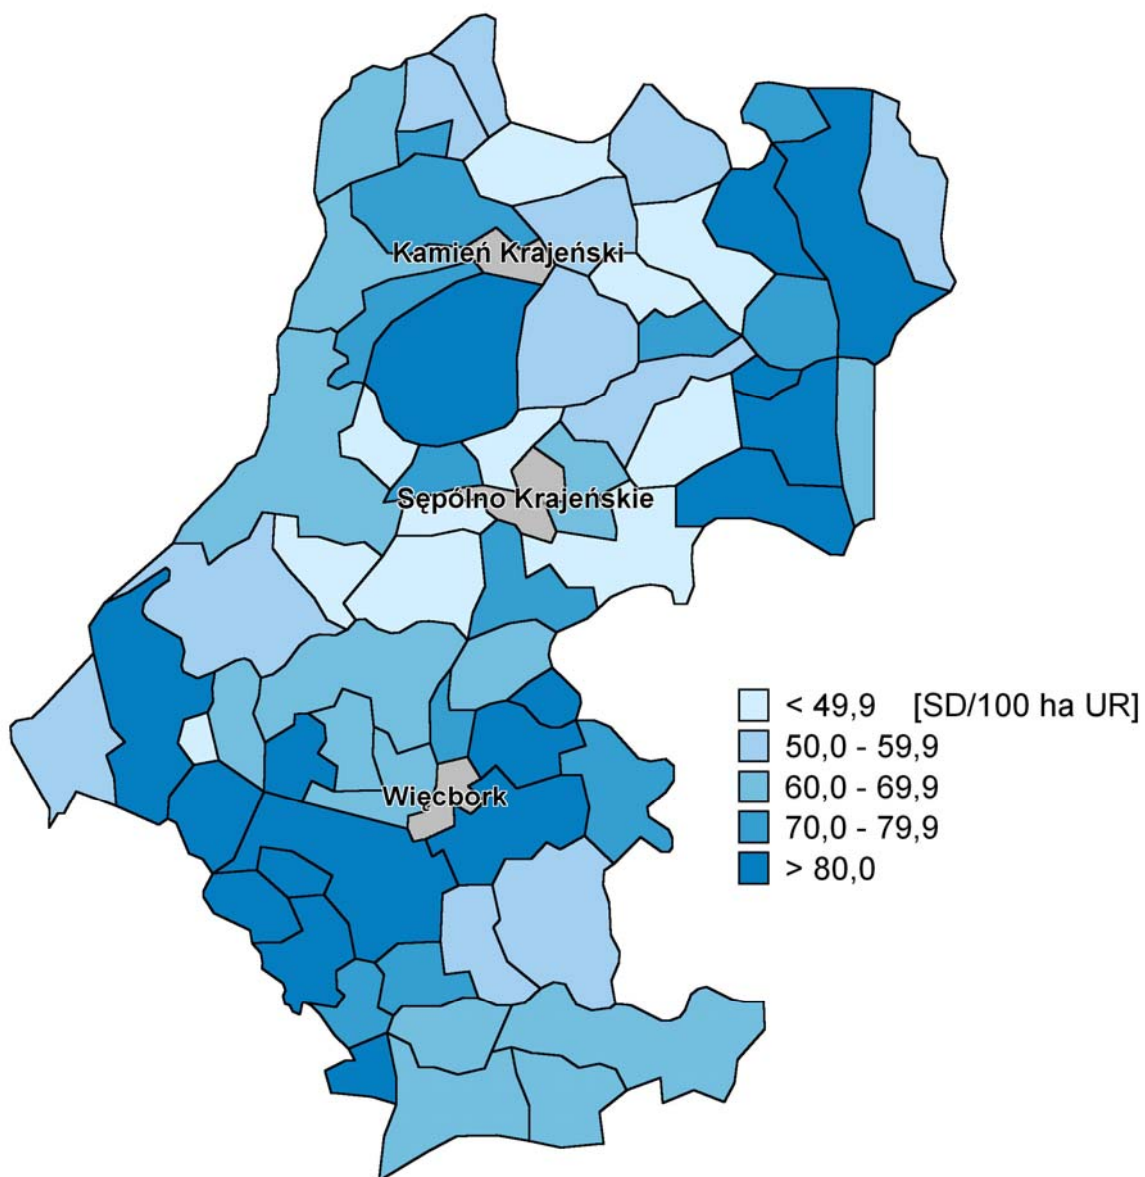 Kamień Krajeński
Sępólno Krajeńskie
Więcbork
< 49,9 [SD/100 ha UR]
50,0 - 59,9
60,0 - 69,9
70,0 - 79,9
> 80,0